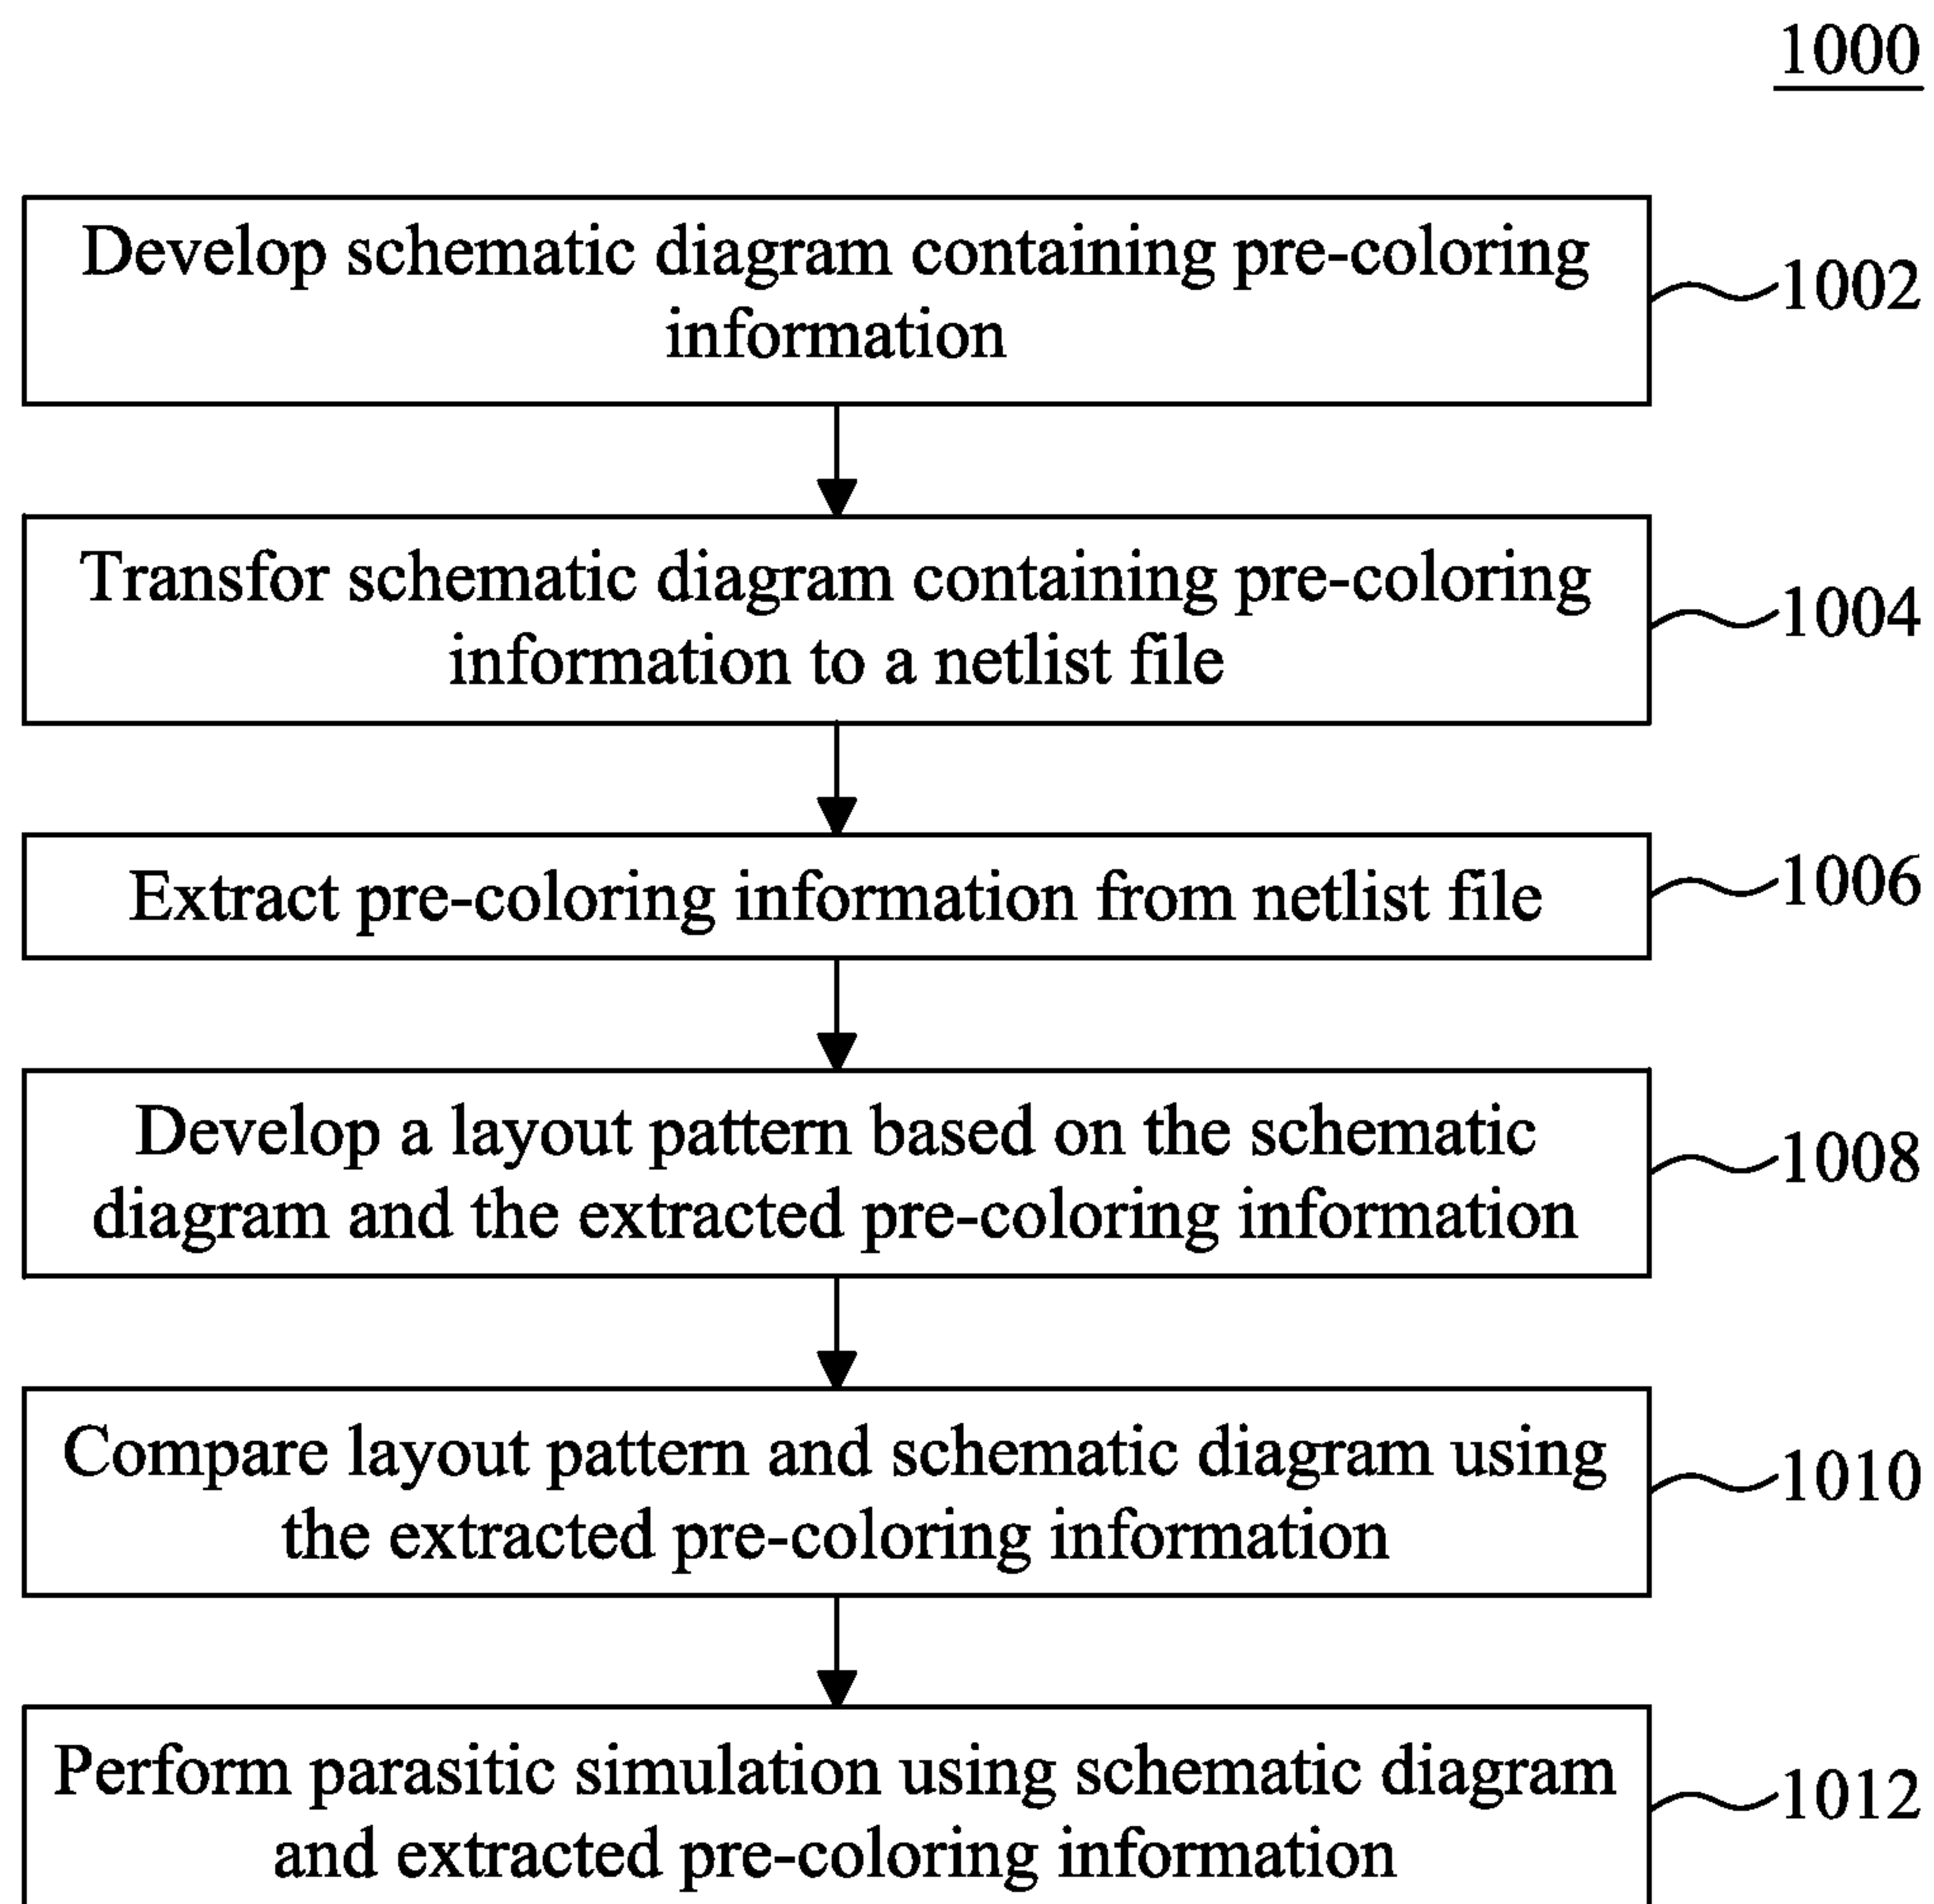 1000
Develop schematic diagram containing pre-coloring
information
1002
Transfor schematic diagram containing pre-coloring
information to a netlist file
1004
Extract pre-coloring information from netlist file
1006
Develop a layout pattern based on the schematic
diagram and the extracted pre-coloring information
1008
Compare layout pattern and schematic diagram using
the extracted pre-coloring information
1010
Perform parasitic simulation using schematic diagram
and extracted pre-coloring information
1012